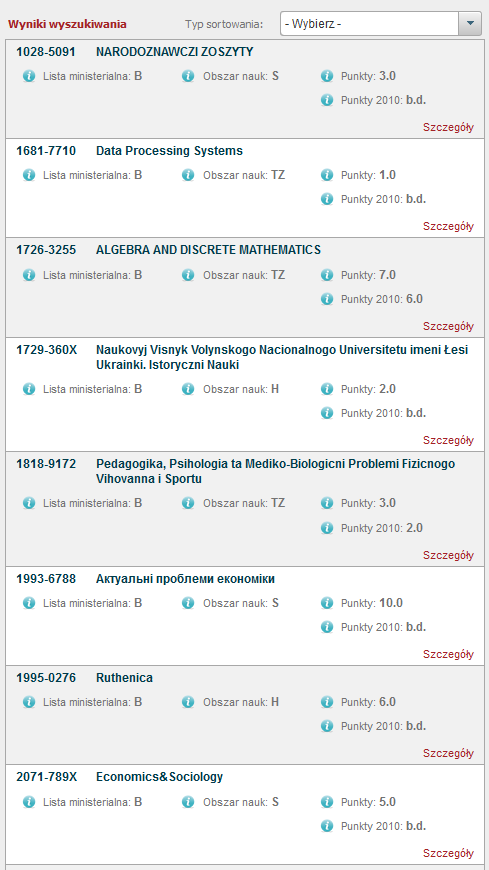 Wyniki wyszukiwania Typ sortowania: - Wybierz -
1028-5091 NARODOZNAWCZI ZOSZYTY
Lista ministerialna: B Obszar nauk: S Punkty: 3.0
Punkty 2010: b.d.
Szczegóły
1681-7710 Data Processing Systems
Lista ministerialna: B Obszar nauk: TZ Punkty: 1.0
Punkty 2010: b.d.
Szczegóły
1726-3255 ALGEBRA AND DISCRETE MATHEMATICS
Lista ministerialna: B Obszar nauk: TZ Punkty: 7.0
Punkty 2010: 6.0
Szczegóły
1729-360X Naukovyj Visnyk Volynskogo Nacionalnogo Universitetu imeni Łesi
Ukrainki. Istoryczni Nauki
Lista ministerialna: B Obszar nauk: H Punkty: 2.0
Punkty 2010: b.d.
Szczegóły
1818-9172 Pedagogika, Psihologia ta Mediko-Biologicni Problemi Fizicnogo
Vihovanna i Sportu
Lista ministerialna: B Obszar nauk: TZ Punkty: 3.0
Punkty 2010: 2.0
Szczegóły
1993-6788 Актуальні проблеми економіки
Lista ministerialna: B Obszar nauk: S Punkty: 10.0
Punkty 2010: b.d.
Szczegóły
1995-0276 Ruthenica
Lista ministerialna: B Obszar nauk: H Punkty: 6.0
Punkty 2010: b.d.
Szczegóły
2071-789X Economics&Sociology
Lista ministerialna: B Obszar nauk: S Punkty: 5.0
Punkty 2010: b.d.
Szczegóły